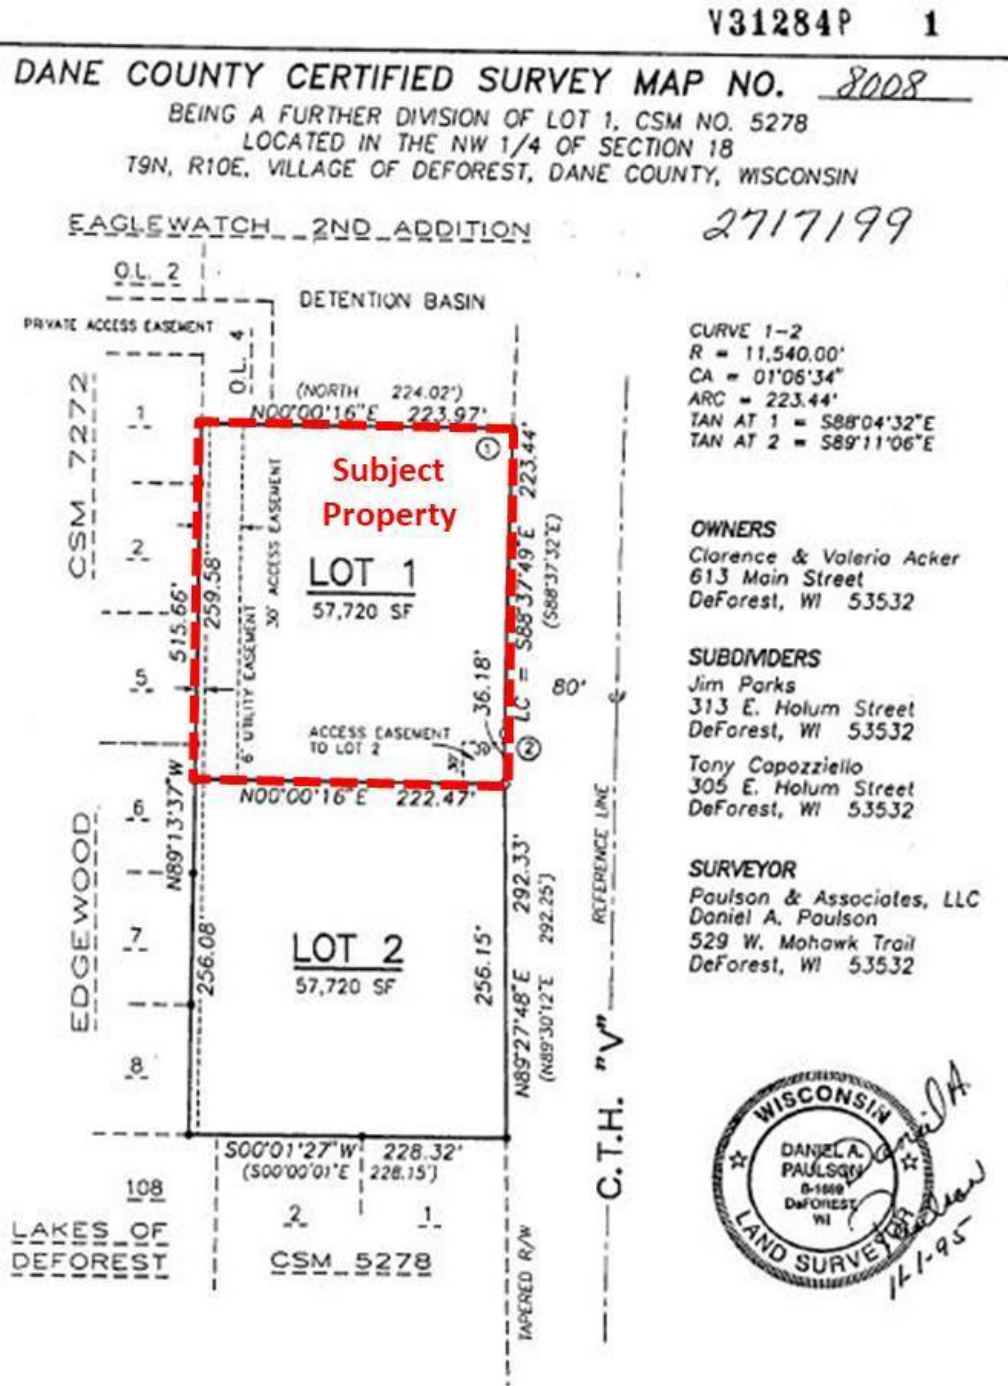 V31284P 1
DANE COUNTY CERTIFIED SURVEY MAP NO. 8008
BEING A FURTHER DIVISION OF LOT 1, CSM NO. 5278
LOCATED IN THE NW 1/4 OF SECTION 18
T9N, R10E, VILLAGE OF DEFOREST, DANE COUNTY, WISCONSIN
2717199
EAGLEWATCH 2ND ADDITION
O.L. 2
DETENTION BASIN
PRIVATE ACCESS EASEMENT
O.L. 4
(NORTH 224.02')
N00°00'16"E 223.97'
CURVE 1-2
R = 11,540.00'
CA = 01°06'34"
ARC = 223.44'
TAN AT 1 = S88°04'32"E
TAN AT 2 = S89°11'06"E
CSM 7272
1
2
5
515.66'
259.58'
6' UTILITY EASEMENT
30' ACCESS EASEMENT
Subject
Property
LOT 1
57,720 SF
1
223.44'
LC = S88°37'49"E
(S88°37'32"E)
36.18'
80'
ACCESS EASEMENT
TO LOT 2
30'
30'
2
N00°00'16"E 222.47'
OWNERS
Clarence & Valerie Acker
613 Main Street
DeForest, WI 53532
SUBDIVIDERS
Jim Parks
313 E. Holum Street
DeForest, WI 53532
Tony Capozziello
305 E. Holum Street
DeForest, WI 53532
SURVEYOR
Paulson & Associates, LLC
Daniel A. Paulson
529 W. Mohawk Trail
DeForest, WI 53532
EDGEWOOD
6
7
8
N89°13'37"W
256.08'
LOT 2
57,720 SF
256.15'
N89°27'48"E 292.33'
(N89°30'12"E 292.25')
REFERENCE LINE
C.T.H. "V"
S00°01'27"W 228.32'
(S00°00'01"E 228.15')
108
LAKES OF
DEFOREST
2
1
CSM 5278
TAPERED R/W
WISCONSIN
DANIEL A.
PAULSON
DeFOREST
WI
LAND SURVEYOR
Daniel A.
Paulson
11-1-95